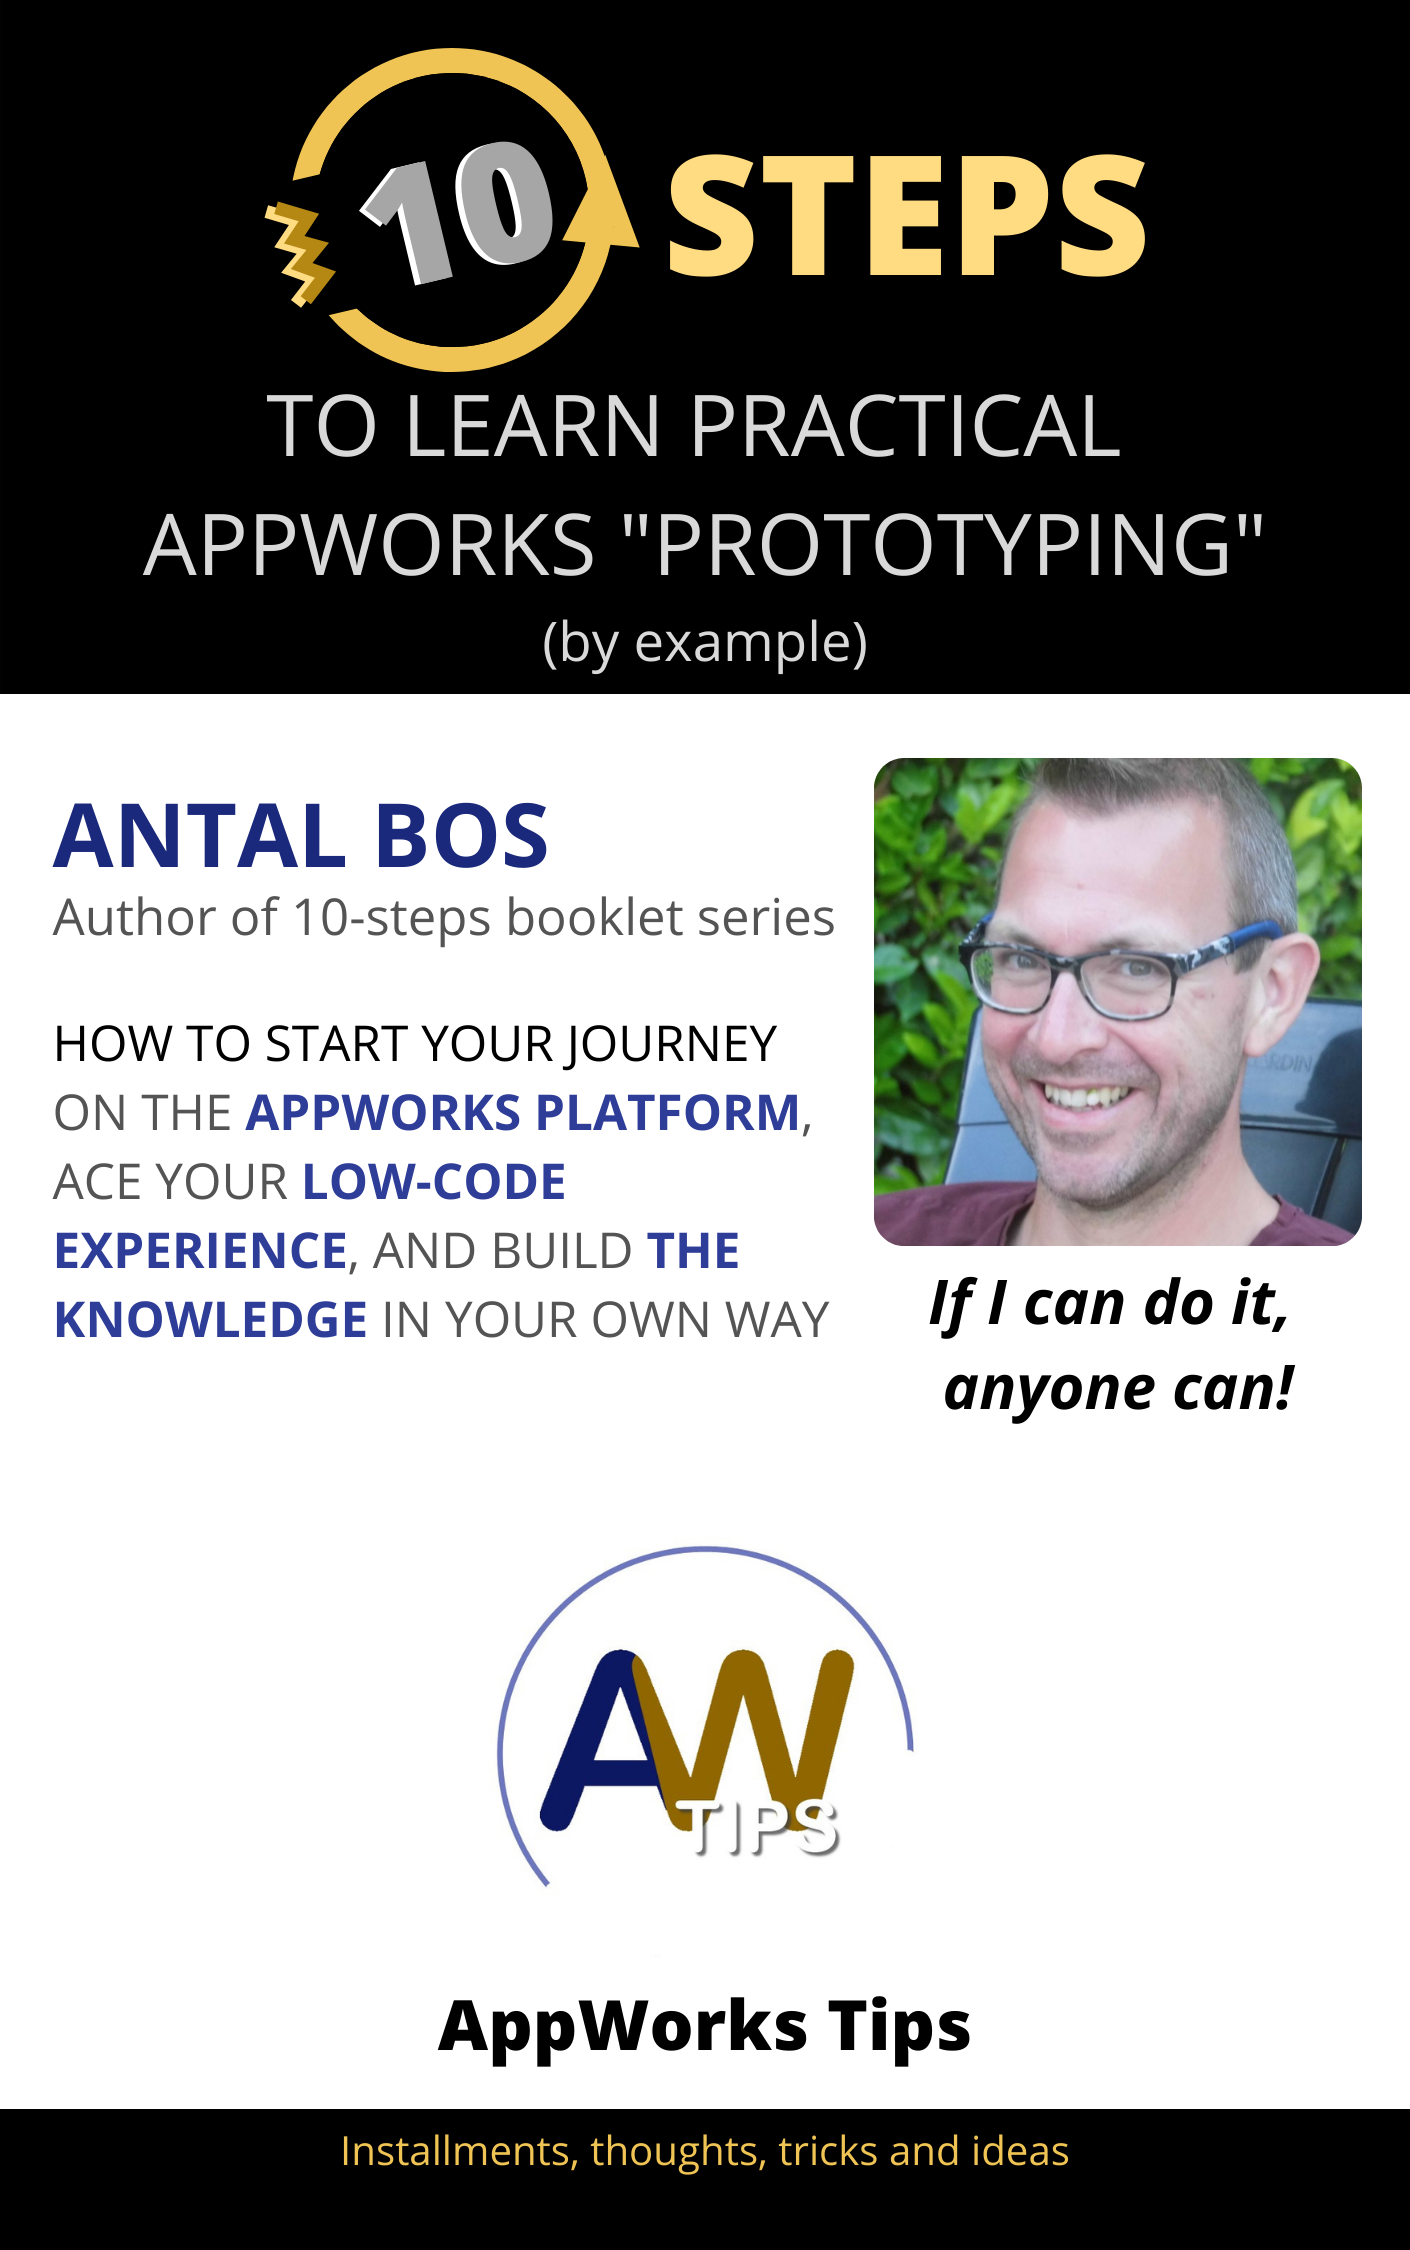 10 STEPS
TO LEARN PRACTICAL
APPWORKS "PROTOTYPING"
(by example)
ANTAL BOS
Author of 10-steps booklet series
HOW TO START YOUR JOURNEY
ON THE APPWORKS PLATFORM,
ACE YOUR LOW-CODE
EXPERIENCE, AND BUILD THE
KNOWLEDGE IN YOUR OWN WAY
If I can do it,
anyone can!
AW
TIPS
AppWorks Tips
Installments, thoughts, tricks and ideas